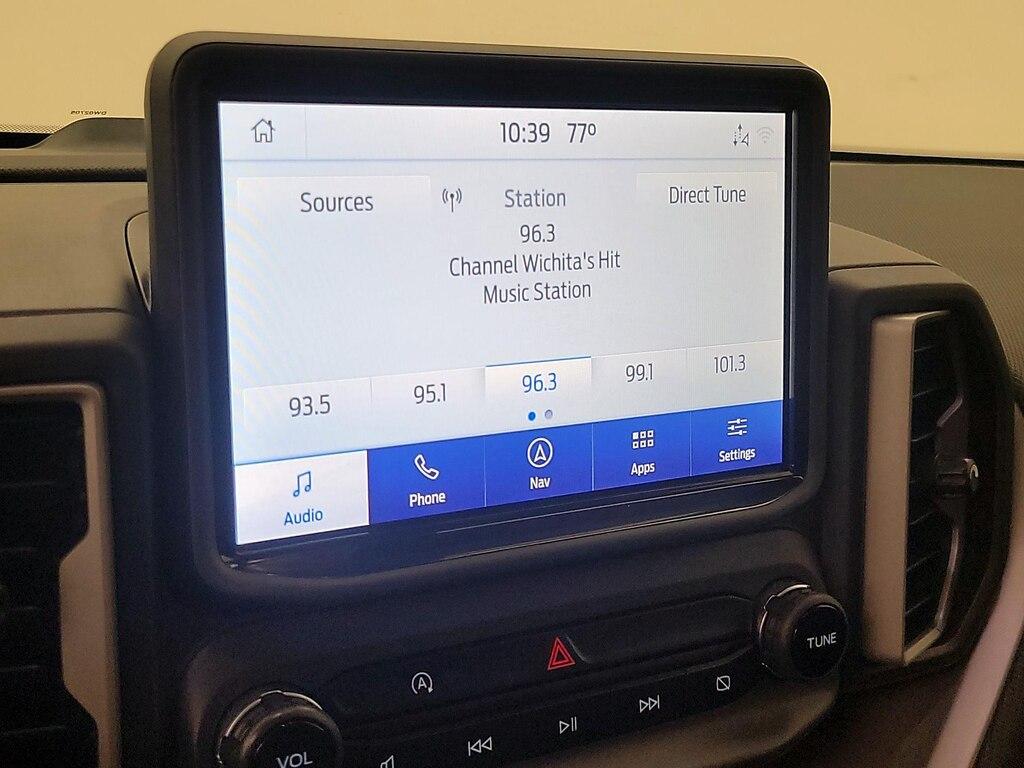 10:39 77º
Sources
Station
Direct Tune
96.3
Channel Wichita's Hit
Music Station
93.5
95.1
96.3
99.1
101.3
Audio
Phone
Nav
Apps
Settings
A
TUNE
VOL